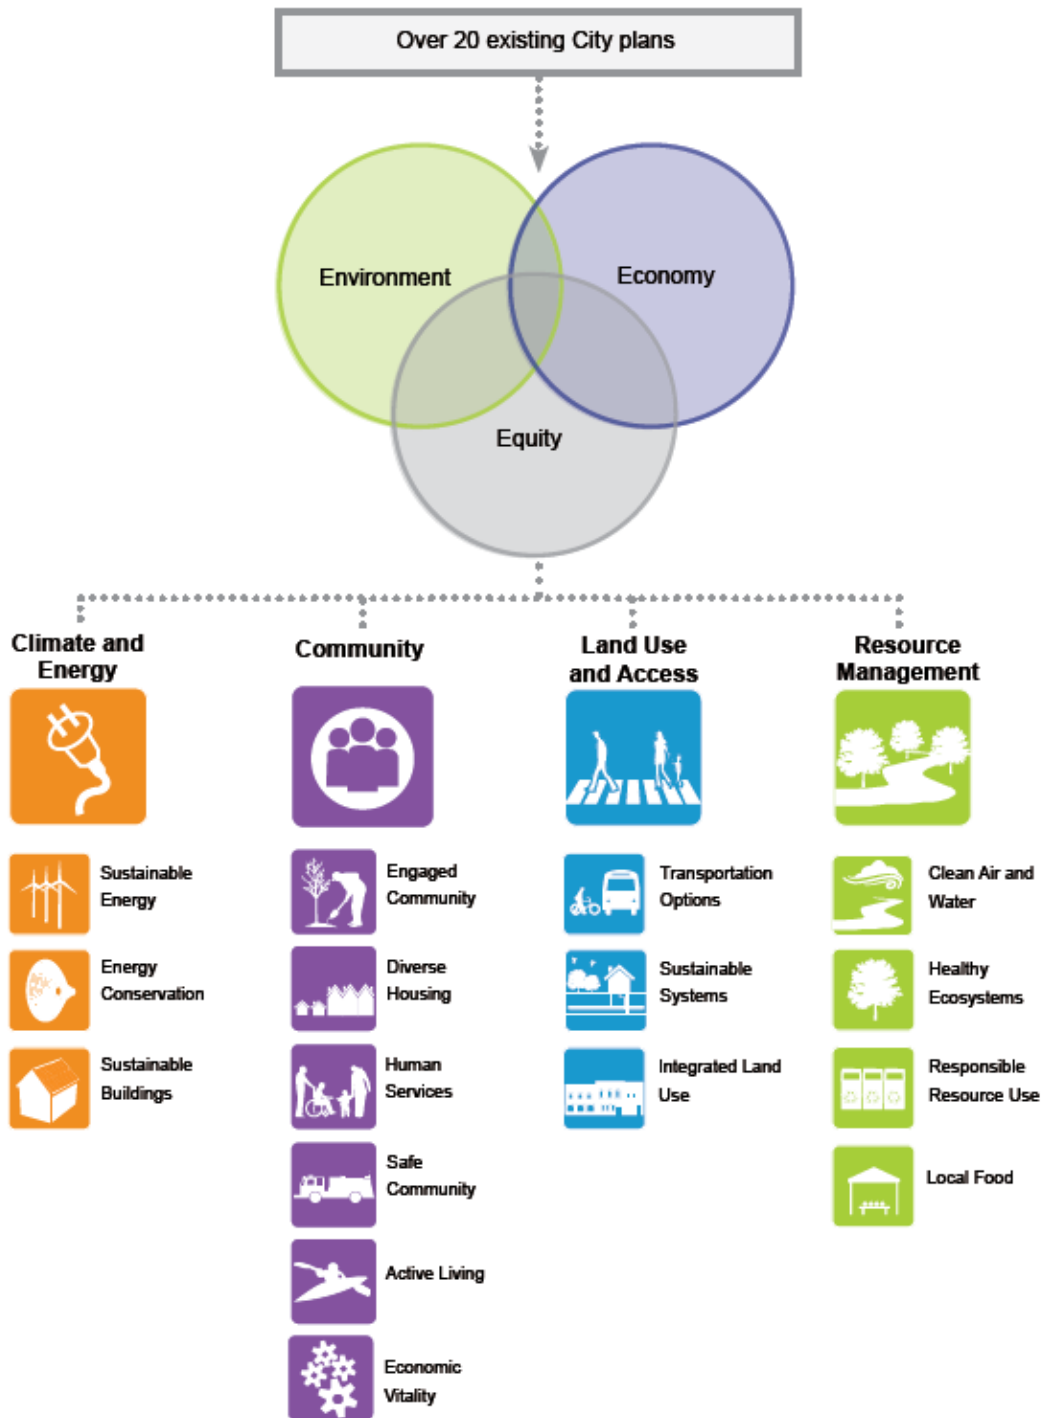 Over 20 existing City plans
Environment
Economy
Equity
Climate and
Energy
Sustainable
Energy
Energy
Conservation
Sustainable
Buildings
Community
Engaged
Community
Diverse
Housing
Human
Services
Safe
Community
Active Living
Economic
Vitality
Land Use
and Access
Transportation
Options
Sustainable
Systems
Integrated Land
Use
Resource
Management
Clean Air and
Water
Healthy
Ecosystems
Responsible
Resource Use
Local Food